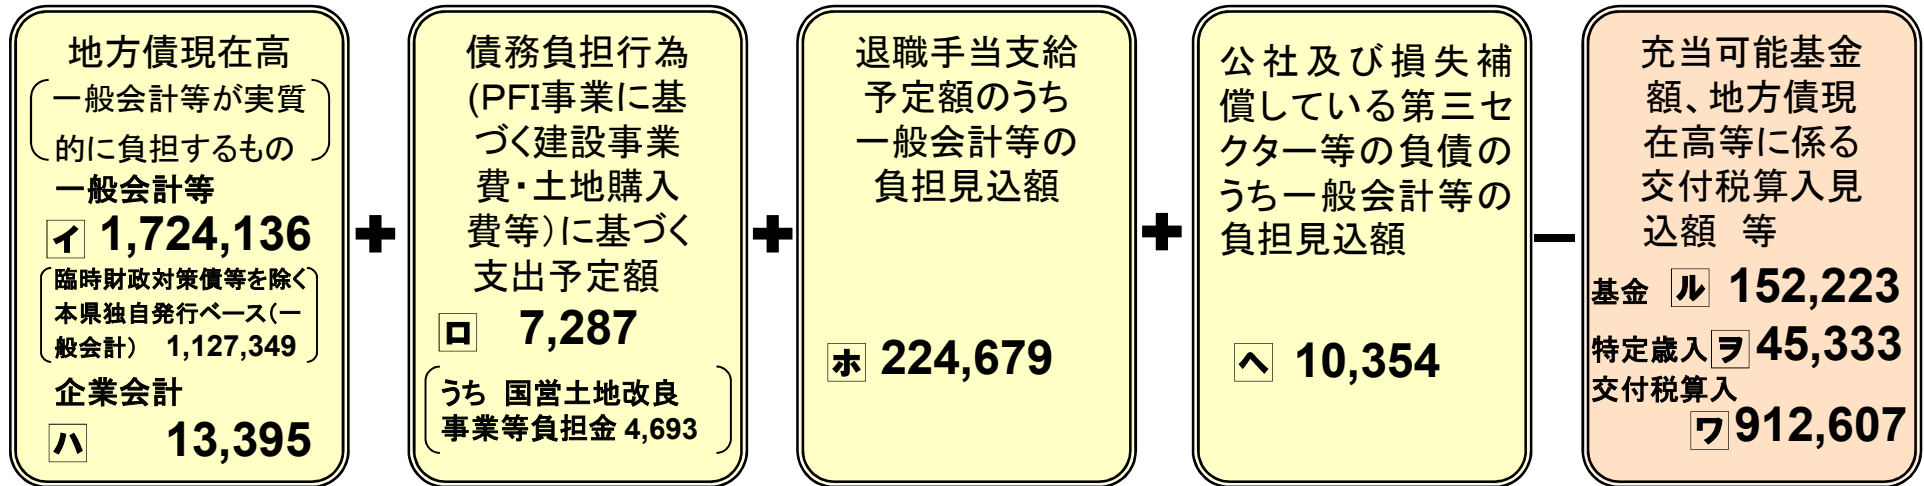 地方債現在高
一般会計等が実質
的に負担するもの
一般会計等
イ 1,724,136
臨時財政対策債等を除く
本県独自発行ベース(一
般会計) 1,127,349
企業会計
ハ 13,395
+
債務負担行為
(PFI事業に基
づく建設事業
費・土地購入
費等)に基づく
支出予定額
ロ 7,287
うち 国営土地改良
事業等負担金 4,693
+
退職手当支給
予定額のうち
一般会計等の
負担見込額
ホ 224,679
+
公社及び損失補
償している第三セ
クター等の負債の
うち一般会計等の
負担見込額
ヘ 10,354
−
充当可能基金
額、地方債現
在高等に係る
交付税算入見
込額 等
基金 ル 152,223
特定歳入 ヲ 45,333
交付税算入
ワ 912,607